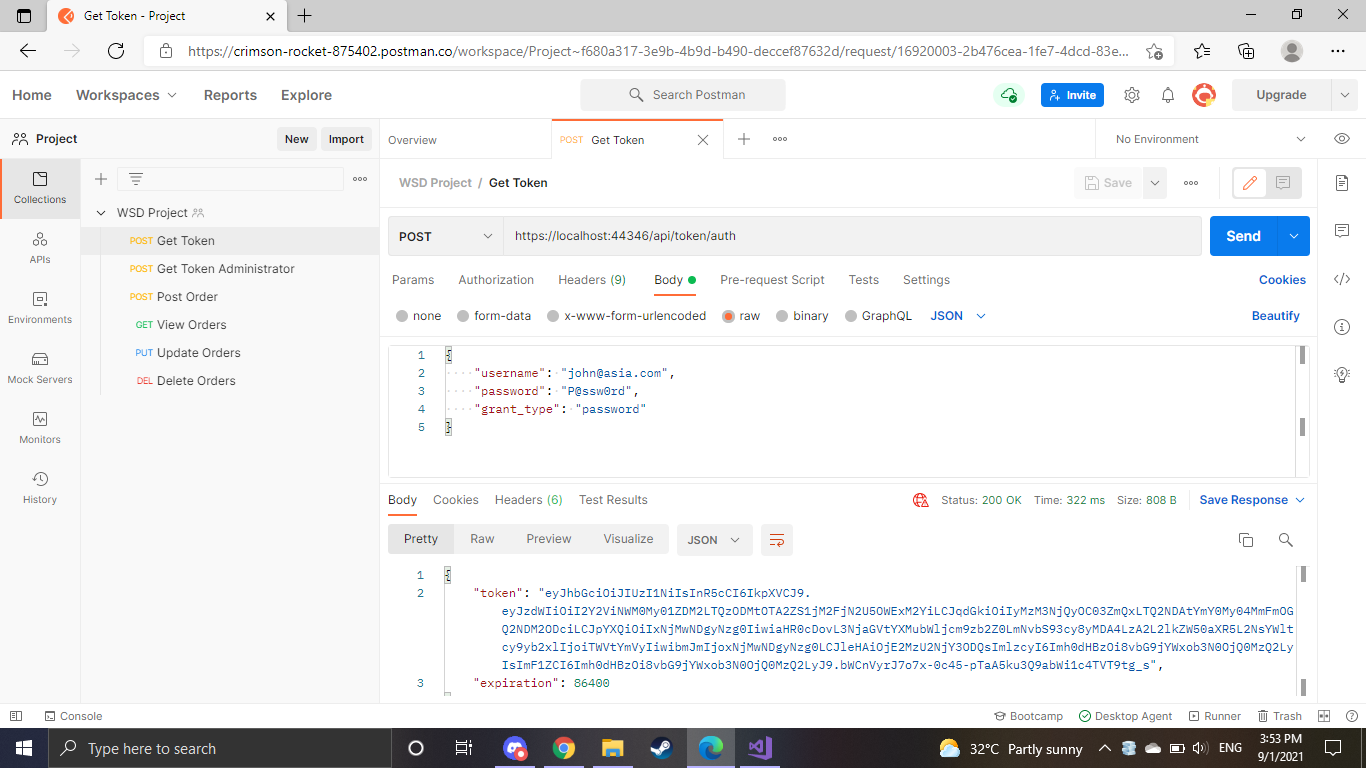 Get Token - Project
https://crimson-rocket-875402.postman.co/workspace/Project~f680a317-3e9b-4b9d-b490-deccef87632d/request/16920003-2b476cea-1fe7-4dcd-83e...
Home Workspaces Reports Explore Search Postman Invite Upgrade
Project New Import Overview POST Get Token No Environment
Collections
APIs
Environments
Mock Servers
Monitors
History
WSD Project
POST Get Token
POST Get Token Administrator
POST Post Order
GET View Orders
PUT Update Orders
DEL Delete Orders
WSD Project / Get Token Save
POST https://localhost:44346/api/token/auth Send
Params Authorization Headers (9) Body Pre-request Script Tests Settings Cookies
none form-data x-www-form-urlencoded raw binary GraphQL JSON Beautify
1 {
2 "username": "john@asia.com",
3 "password": "P@ssw0rd",
4 "grant_type": "password"
5 }
Body Cookies Headers (6) Test Results Status: 200 OK Time: 322 ms Size: 808 B Save Response
Pretty Raw Preview Visualize JSON
1 {
2 "token": "eyJhbGciOiJIUzI1NiIsInR5cCI6IkpXVCJ9.
3 "expiration": 86400
Console Bootcamp Desktop Agent Runner Trash
Type here to search 32°C Partly sunny ENG 3:53 PM
9/1/2021